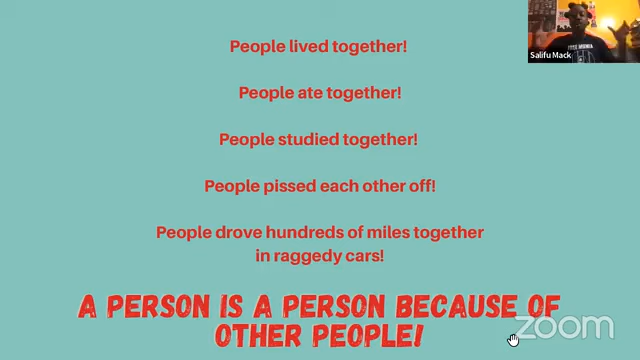 People lived together!
People ate together!
People studied together!
People pissed each other off!
People drove hundreds of miles together
in raggedy cars!
A PERSON IS A PERSON BECAUSE OF
OTHER PEOPLE!
zoom
Salifu Mack